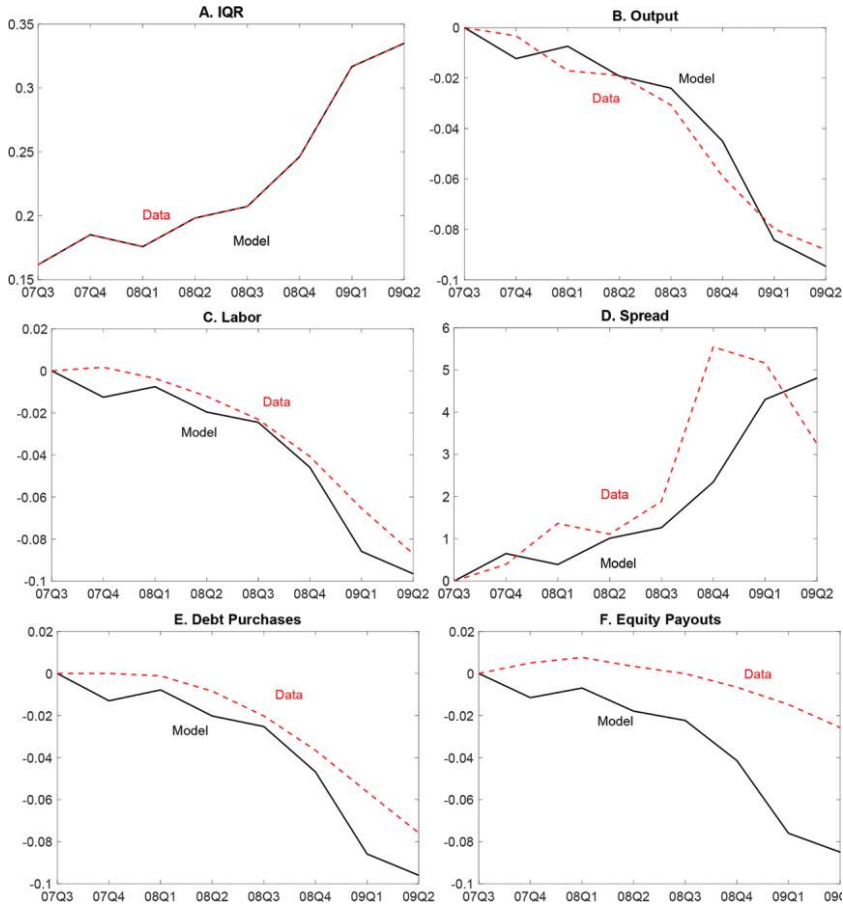 A. IQR
0.35
0.3
0.25
0.2
0.15
Data
Model
07Q3 07Q4 08Q1 08Q2 08Q3 08Q4 09Q1 09Q2
B. Output
0
-0.02
-0.04
-0.06
-0.08
-0.1
Model
Data
07Q3 07Q4 08Q1 08Q2 08Q3 08Q4 09Q1 09Q2
C. Labor
0.02
0
-0.02
-0.04
-0.06
-0.08
-0.1
Data
Model
07Q3 07Q4 08Q1 08Q2 08Q3 08Q4 09Q1 09Q2
D. Spread
6
5
4
3
2
1
0
Data
Model
07Q3 07Q4 08Q1 08Q2 08Q3 08Q4 09Q1 09Q2
E. Debt Purchases
0.02
0
-0.02
-0.04
-0.06
-0.08
-0.1
Data
Model
07Q3 07Q4 08Q1 08Q2 08Q3 08Q4 09Q1 09Q2
F. Equity Payouts
0.02
0
-0.02
-0.04
-0.06
-0.08
-0.1
Data
Model
07Q3 07Q4 08Q1 08Q2 08Q3 08Q4 09Q1